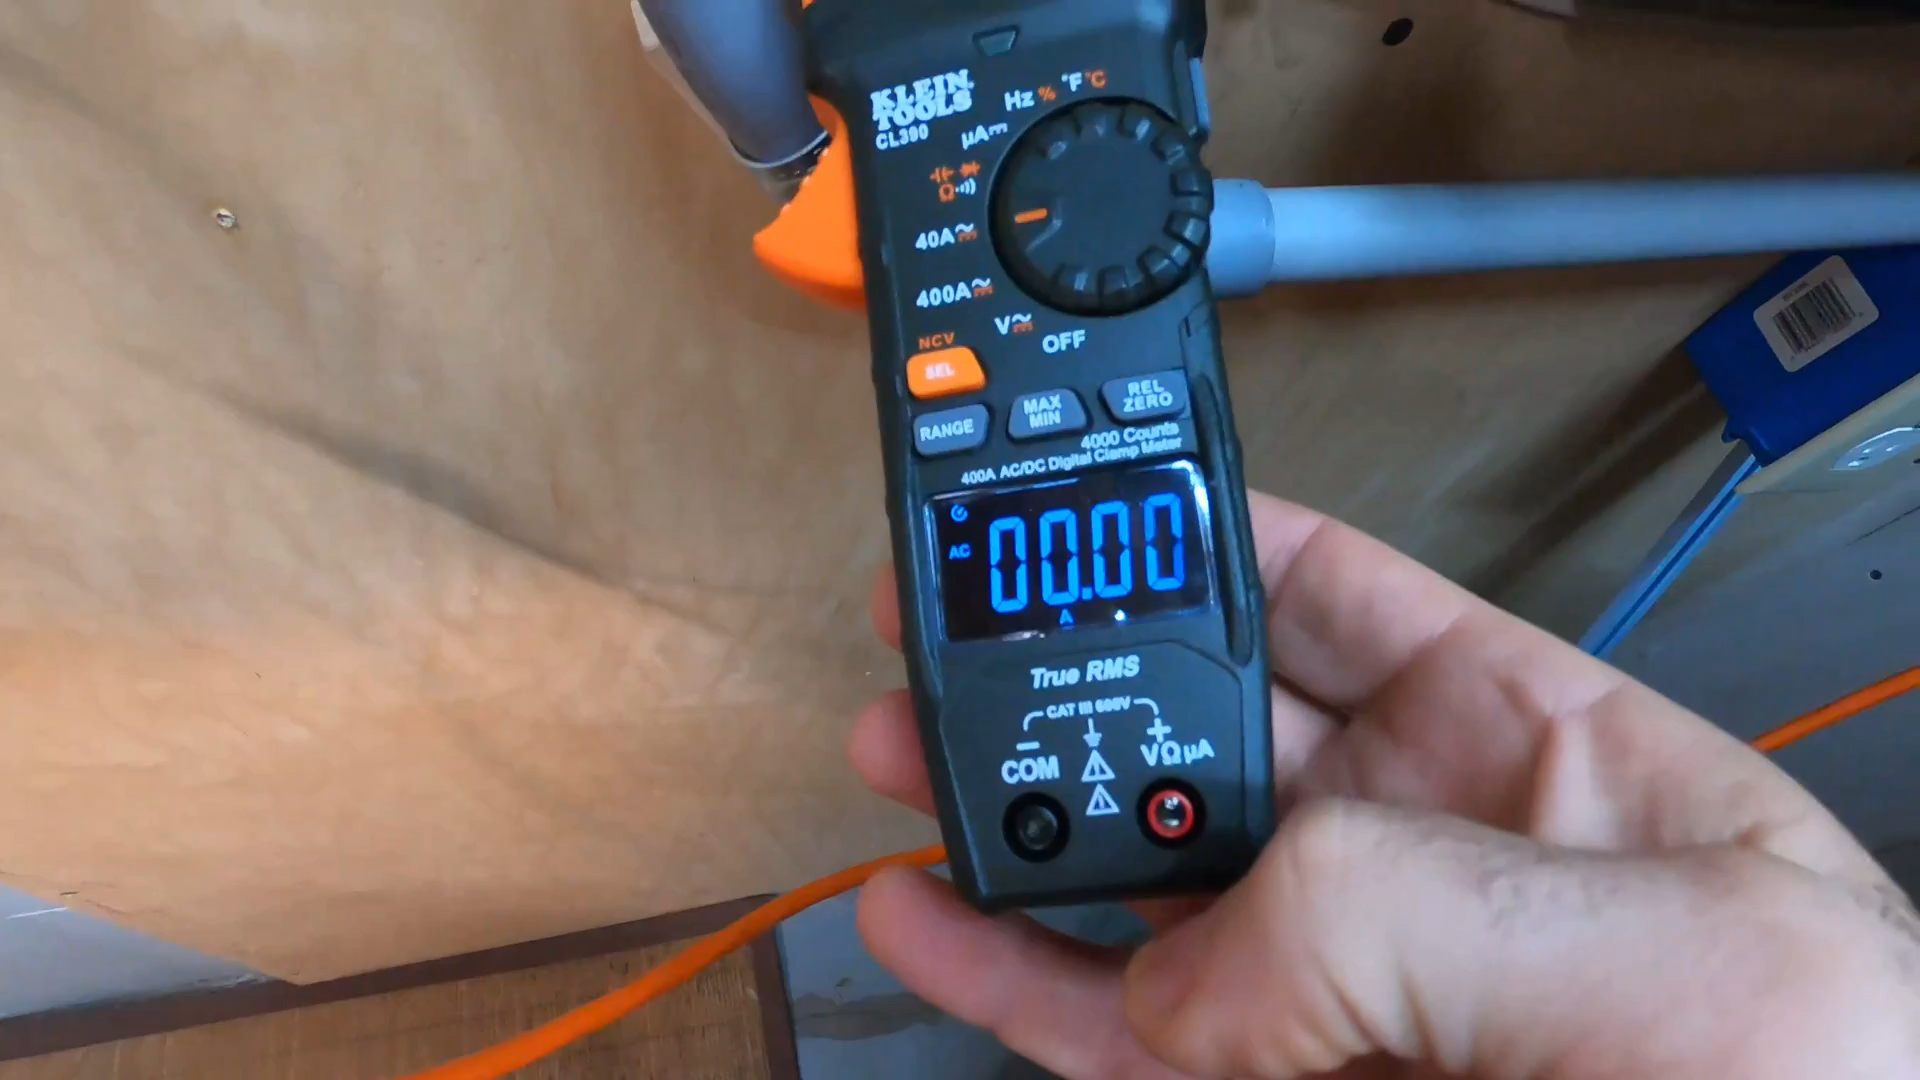 KLEIN
TOOLS
CL390
Hz % °F °C
µA
Ω
40A
400A
V
OFF
NCV
SEL
RANGE
MAX
MIN
REL
ZERO
4000 Counts
400A AC/DC Digital Clamp Meter
AC
00.00
A
True RMS
CAT III 600V
− +
COM
VΩµA